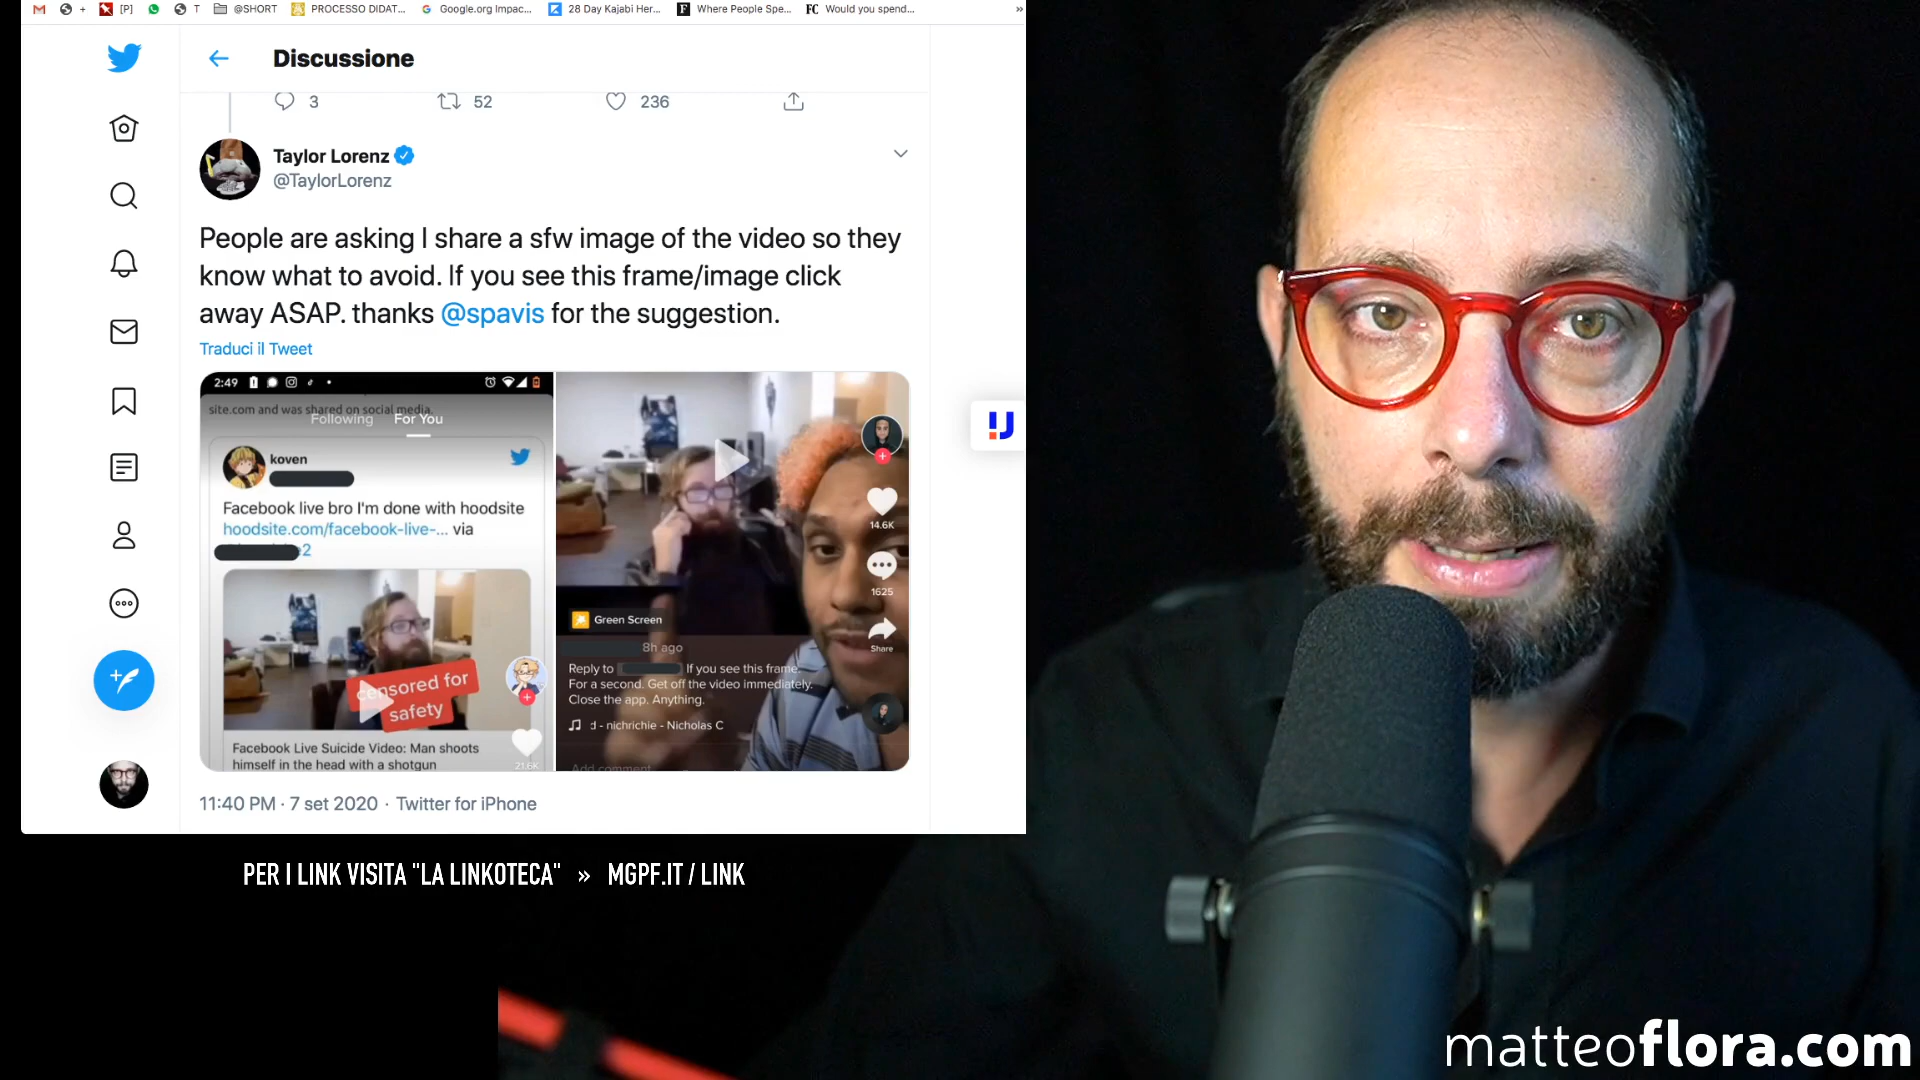 [P]
T
@SHORT
PROCESSO DIDAT...
Google.org Impac...
28 Day Kajabi Her...
Where People Spe...
FC Would you spend...
»
Discussione
3
52
236
Taylor Lorenz
@TaylorLorenz
People are asking I share a sfw image of the video so they
know what to avoid. If you see this frame/image click
away ASAP. thanks @spavis for the suggestion.
Traduci il Tweet
2:49
site.com and was shared on social media.
Following For You
koven
Facebook live bro I'm done with hoodsite
hoodsite.com/facebook-live-... via
2
censored for
safety
Facebook Live Suicide Video: Man shoots
himself in the head with a shotgun
21.6K
14.6K
1625
Share
Green Screen
8h ago
Reply to If you see this frame
For a second. Get off the video immediately.
Close the app. Anything.
d - nichrichie - Nicholas C
Add comment
11:40 PM · 7 set 2020 · Twitter for iPhone
PER I LINK VISITA "LA LINKOTECA" » MGPF.IT / LINK
matteoflora.com